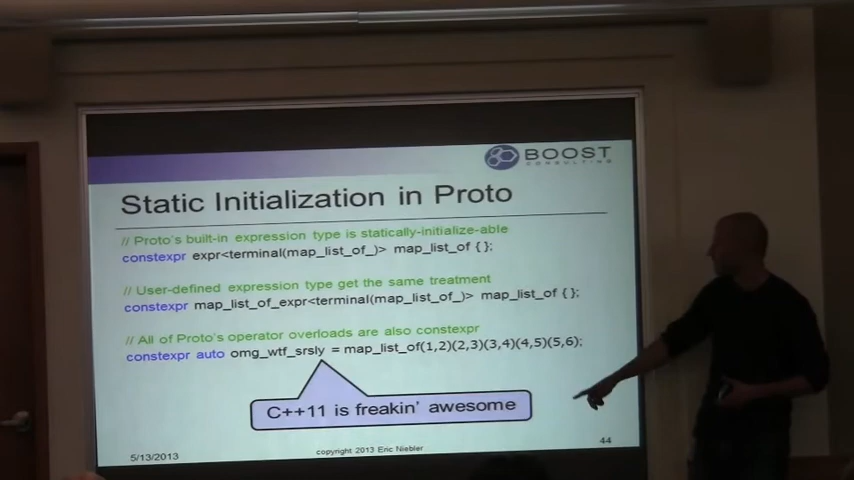 BOOST
CONSULTING
Static Initialization in Proto
// Proto's built-in expression type is statically-initialize-able
constexpr expr<terminal(map_list_of_)> map_list_of {};
// User-defined expression type get the same treatment
constexpr map_list_of_expr<terminal(map_list_of_)> map_list_of {};
// All of Proto's operator overloads are also constexpr
constexpr auto omg_wtf_srsly = map_list_of(1,2)(2,3)(3,4)(4,5)(5,6);
C++11 is freakin' awesome
5/13/2013
copyright 2013 Eric Niebler
44